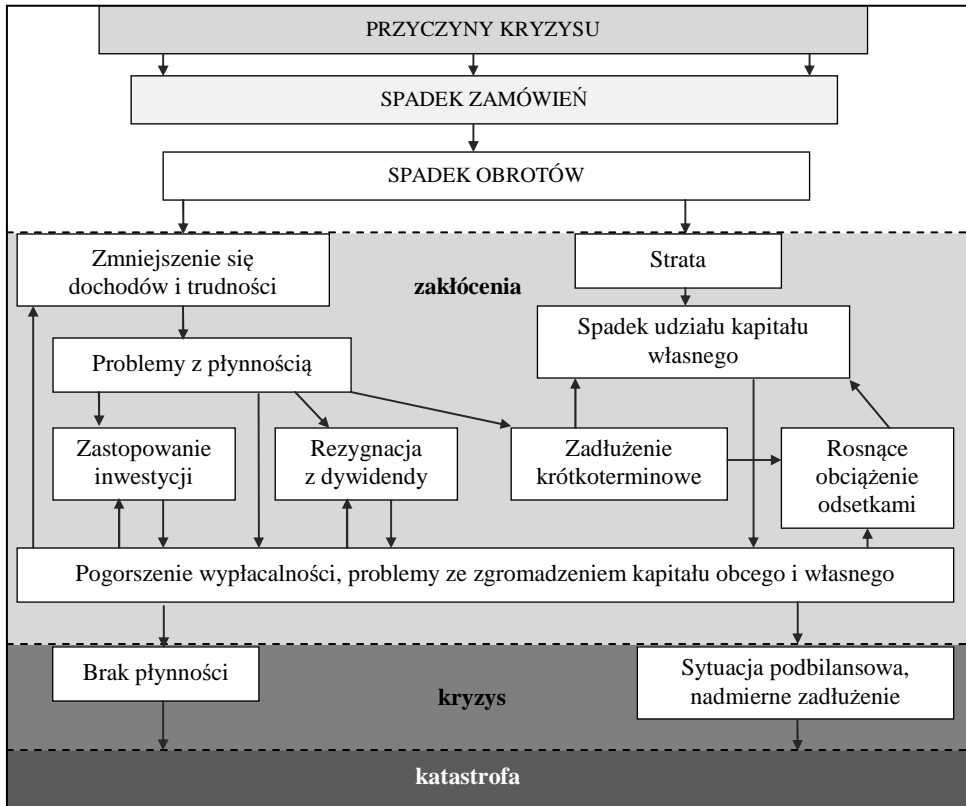 PRZYCZYNY KRYZYSU
SPADEK ZAMÓWIEŃ
SPADEK OBROTÓW
Zmniejszenie się
dochodów i trudności
zakłócenia
Strata
Spadek udziału kapitału
własnego
Problemy z płynnością
Zastopowanie
inwestycji
Rezygnacja
z dywidendy
Zadłużenie
krótkoterminowe
Rosnące
obciążenie
odsetkami
Pogorszenie wypłacalności, problemy ze zgromadzeniem kapitału obcego i własnego
Brak płynności
kryzys
Sytuacja podbilansowa,
nadmierne zadłużenie
katastrofa